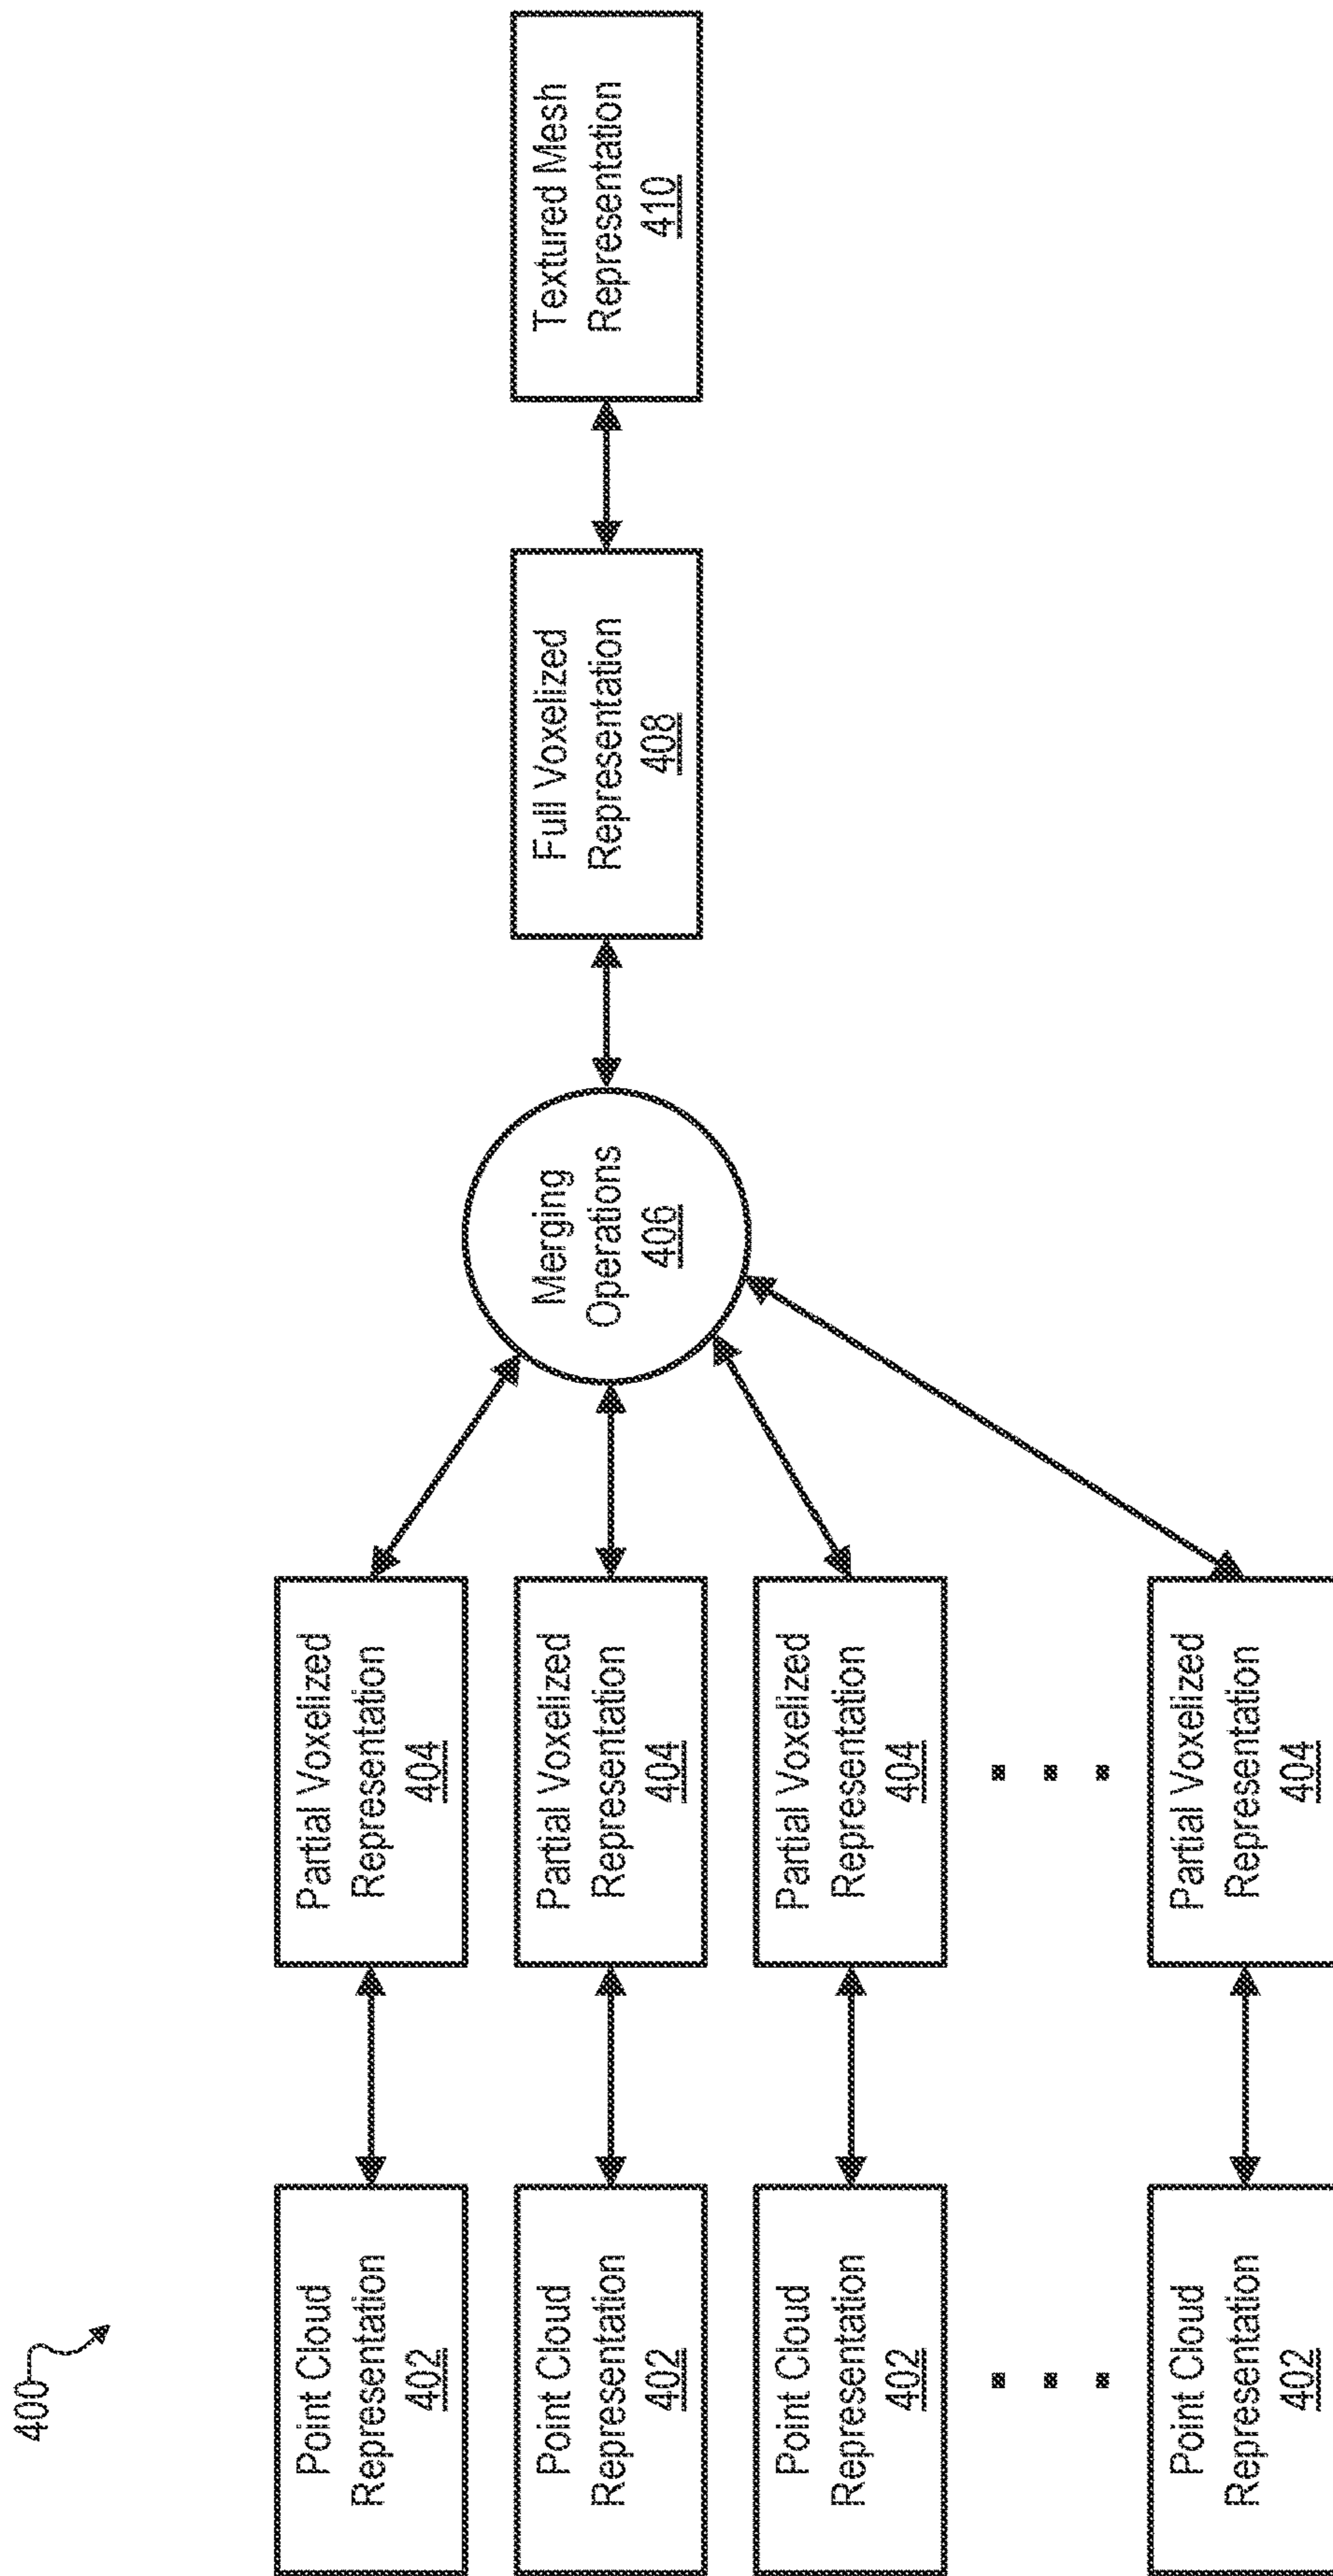 400
Point Cloud
Representation
402
Partial Voxelized
Representation
404
Point Cloud
Representation
402
Partial Voxelized
Representation
404
Merging
Operations
406
Full Voxelized
Representation
408
Textured Mesh
Representation
410
Point Cloud
Representation
402
Partial Voxelized
Representation
404
Point Cloud
Representation
402
Partial Voxelized
Representation
404